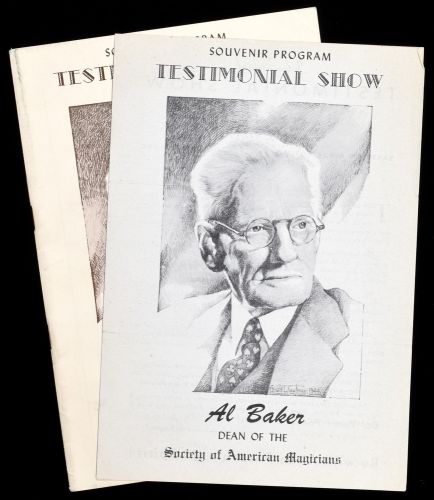 SOUVENIR PROGRAM
TESTIMONIAL SHOW
Al Baker
DEAN OF THE
Society of American Magicians